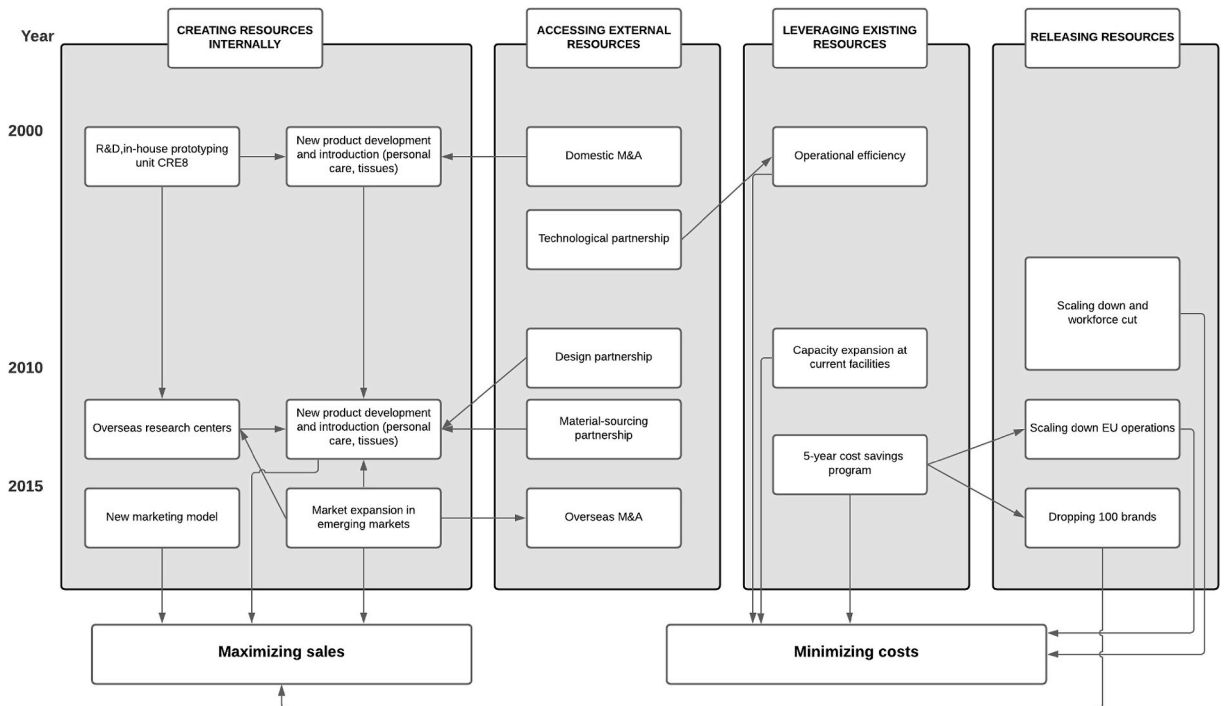 CREATING RESOURCES
INTERNALLY
ACCESSING EXTERNAL
RESOURCES
LEVERAGING EXISTING
RESOURCES
RELEASING RESOURCES
Year
2000
R&D,in-house prototyping
unit CRE8
New product development
and introduction (personal
care, tissues)
Domestic M&A
Operational efficiency
Technological partnership
Scaling down and
workforce cut
2010
Design partnership
Capacity expansion at
current facilities
Overseas research centers
New product development
and introduction (personal
care, tissues)
Material-sourcing
partnership
Scaling down EU operations
5-year cost savings
program
2015
New marketing model
Market expansion in
emerging markets
Overseas M&A
Dropping 100 brands
Maximizing sales
Minimizing costs